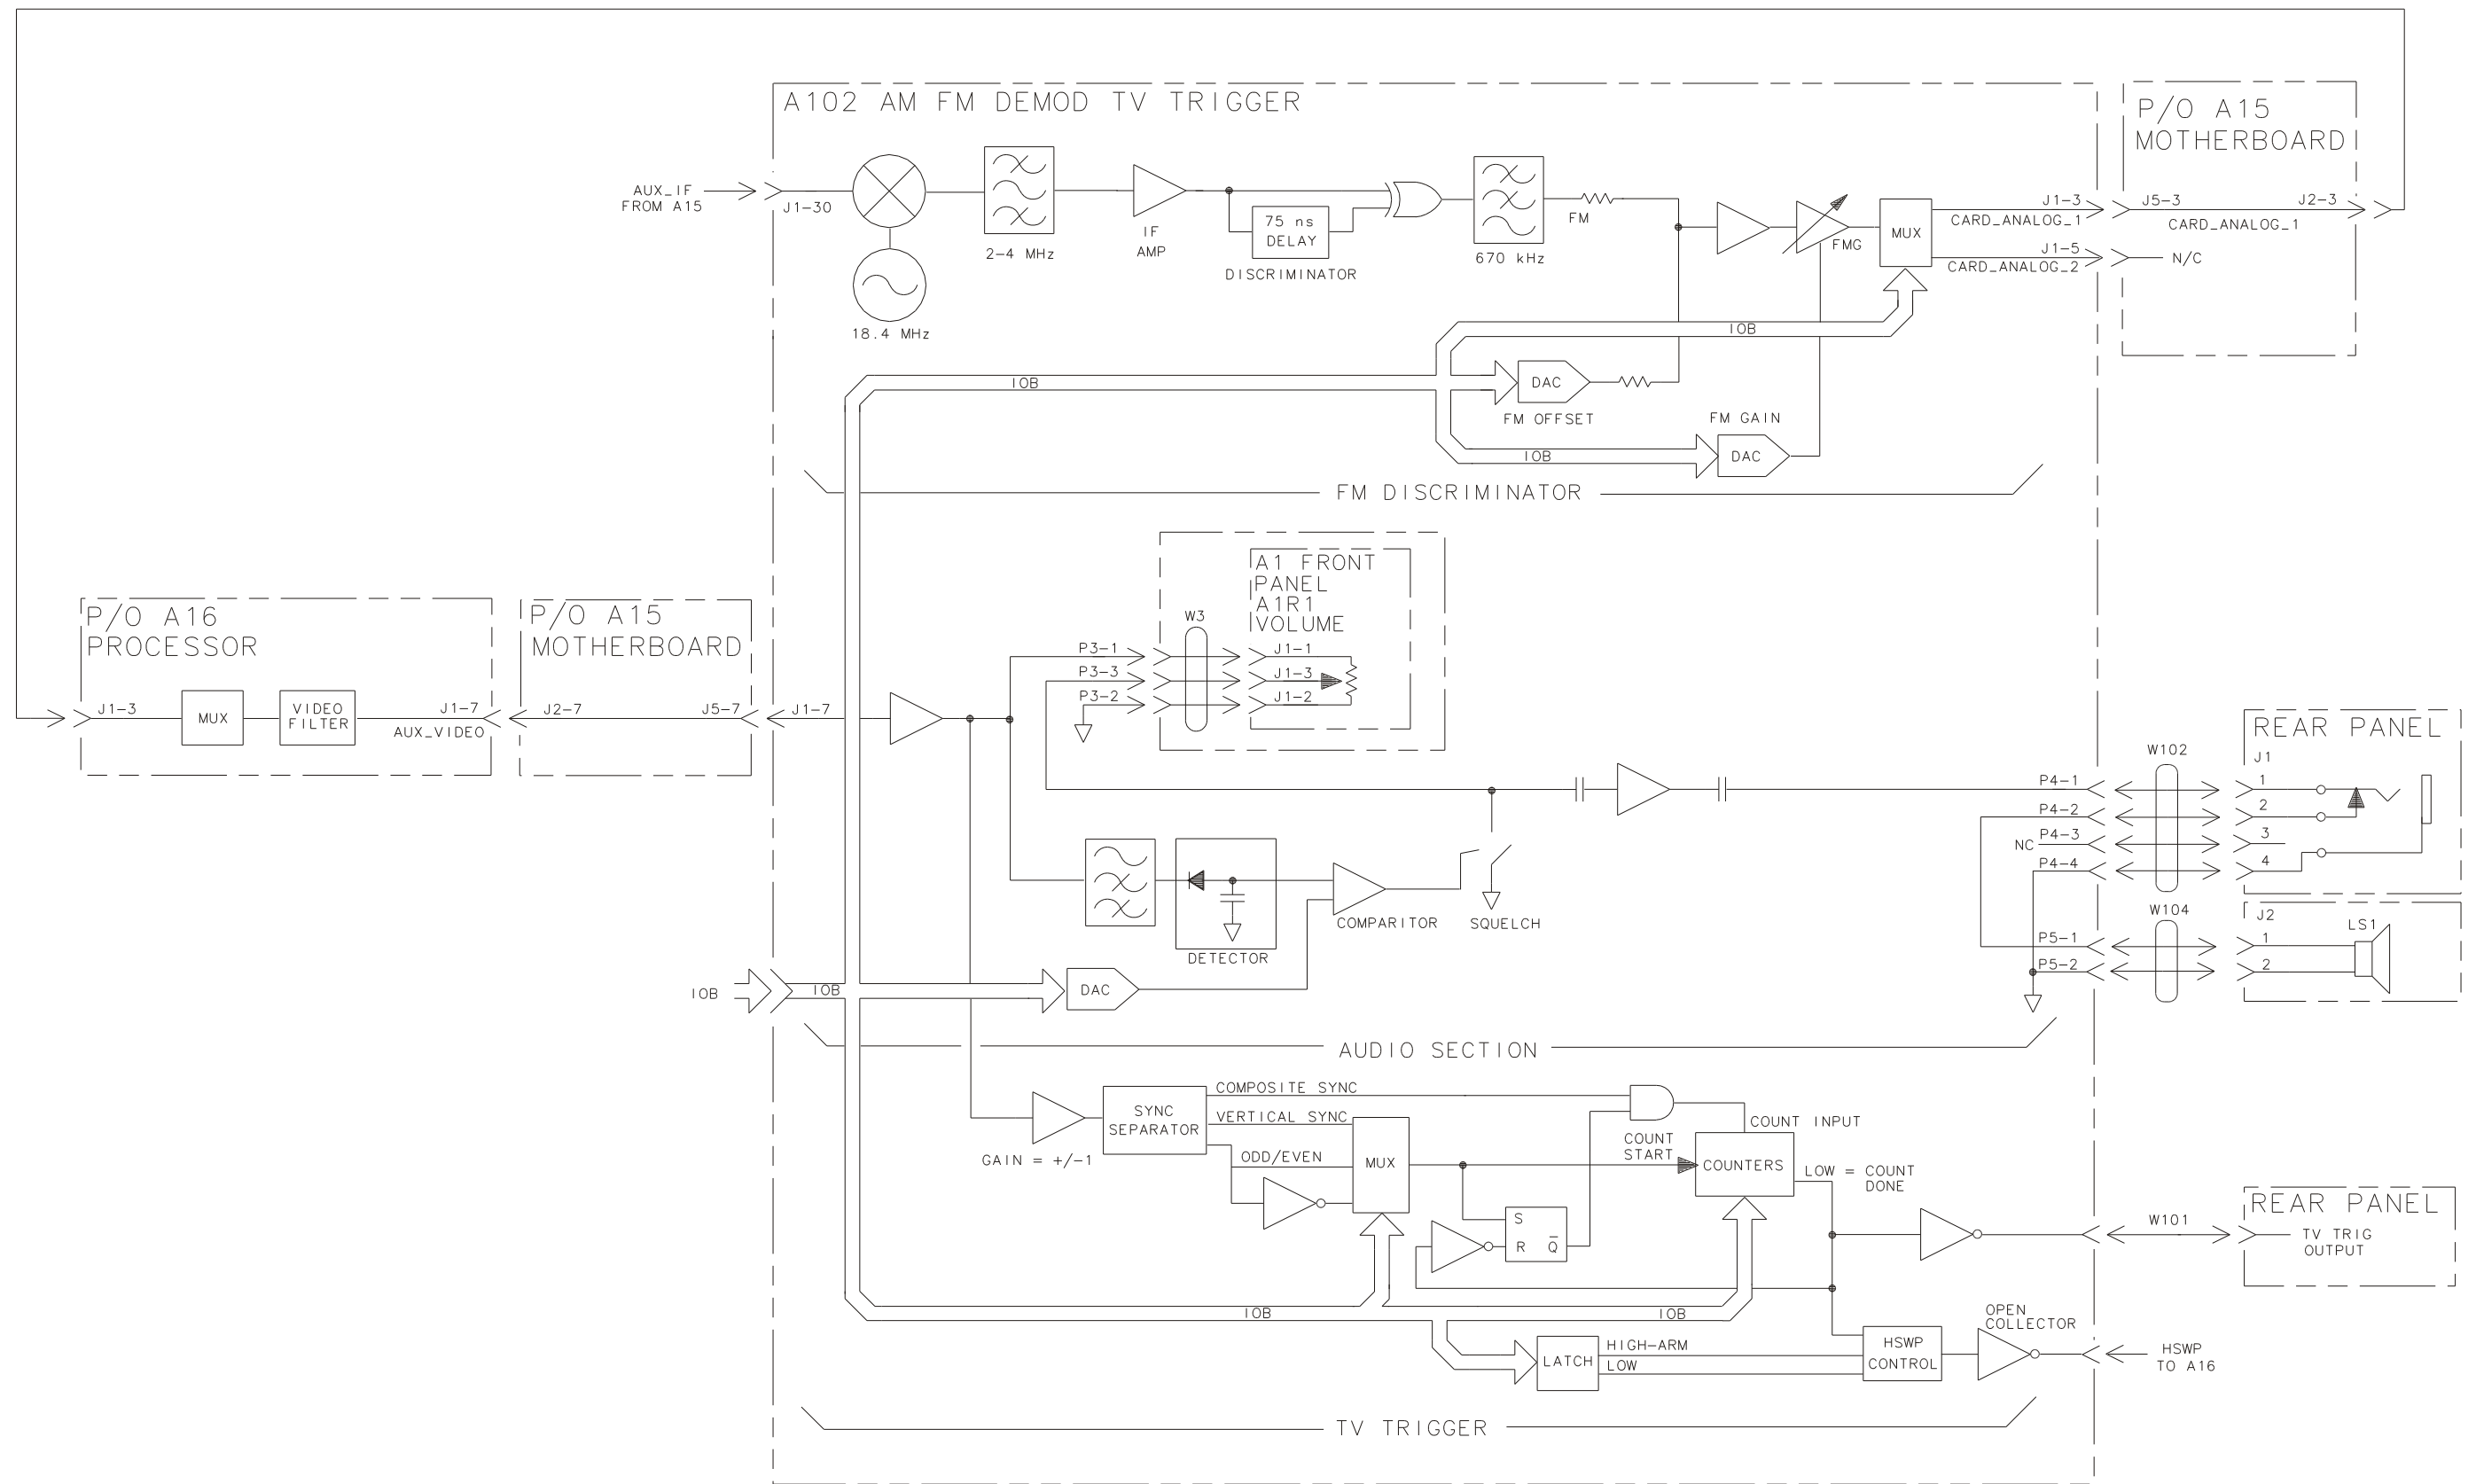 A102 AM FM DEMOD TV TRIGGER
P/O A15
MOTHERBOARD
AUX_IF
FROM A15
J1-30
18.4 MHz
2-4 MHz
IF
AMP
75 ns
DELAY
DISCRIMINATOR
670 kHz
FM
FMG
MUX
J1-3
CARD_ANALOG_1
J1-5
CARD_ANALOG_2
J5-3
J2-3
CARD_ANALOG_1
N/C
IOB
IOB
DAC
FM OFFSET
FM GAIN
DAC
IOB
FM DISCRIMINATOR
P/O A16
PROCESSOR
J1-3
MUX
VIDEO
FILTER
J1-7
AUX_VIDEO
P/O A15
MOTHERBOARD
J2-7
J5-7
J1-7
A1 FRONT
PANEL
A1R1
VOLUME
W3
P3-1
P3-3
P3-2
J1-1
J1-3
J1-2
DETECTOR
COMPARITOR
SQUELCH
IOB
IOB
DAC
P4-1
P4-2
NC
P4-3
P4-4
P5-1
P5-2
W102
W104
REAR PANEL
J1
1
2
3
4
J2
1
2
LS1
AUDIO SECTION
GAIN = +/-1
SYNC
SEPARATOR
COMPOSITE SYNC
VERTICAL SYNC
ODD/EVEN
MUX
S
R
Q̅
COUNT
START
COUNT INPUT
COUNTERS
LOW = COUNT
DONE
IOB
IOB
LATCH
HIGH-ARM
LOW
HSWP
CONTROL
OPEN
COLLECTOR
W101
REAR PANEL
TV TRIG
OUTPUT
HSWP
TO A16
TV TRIGGER